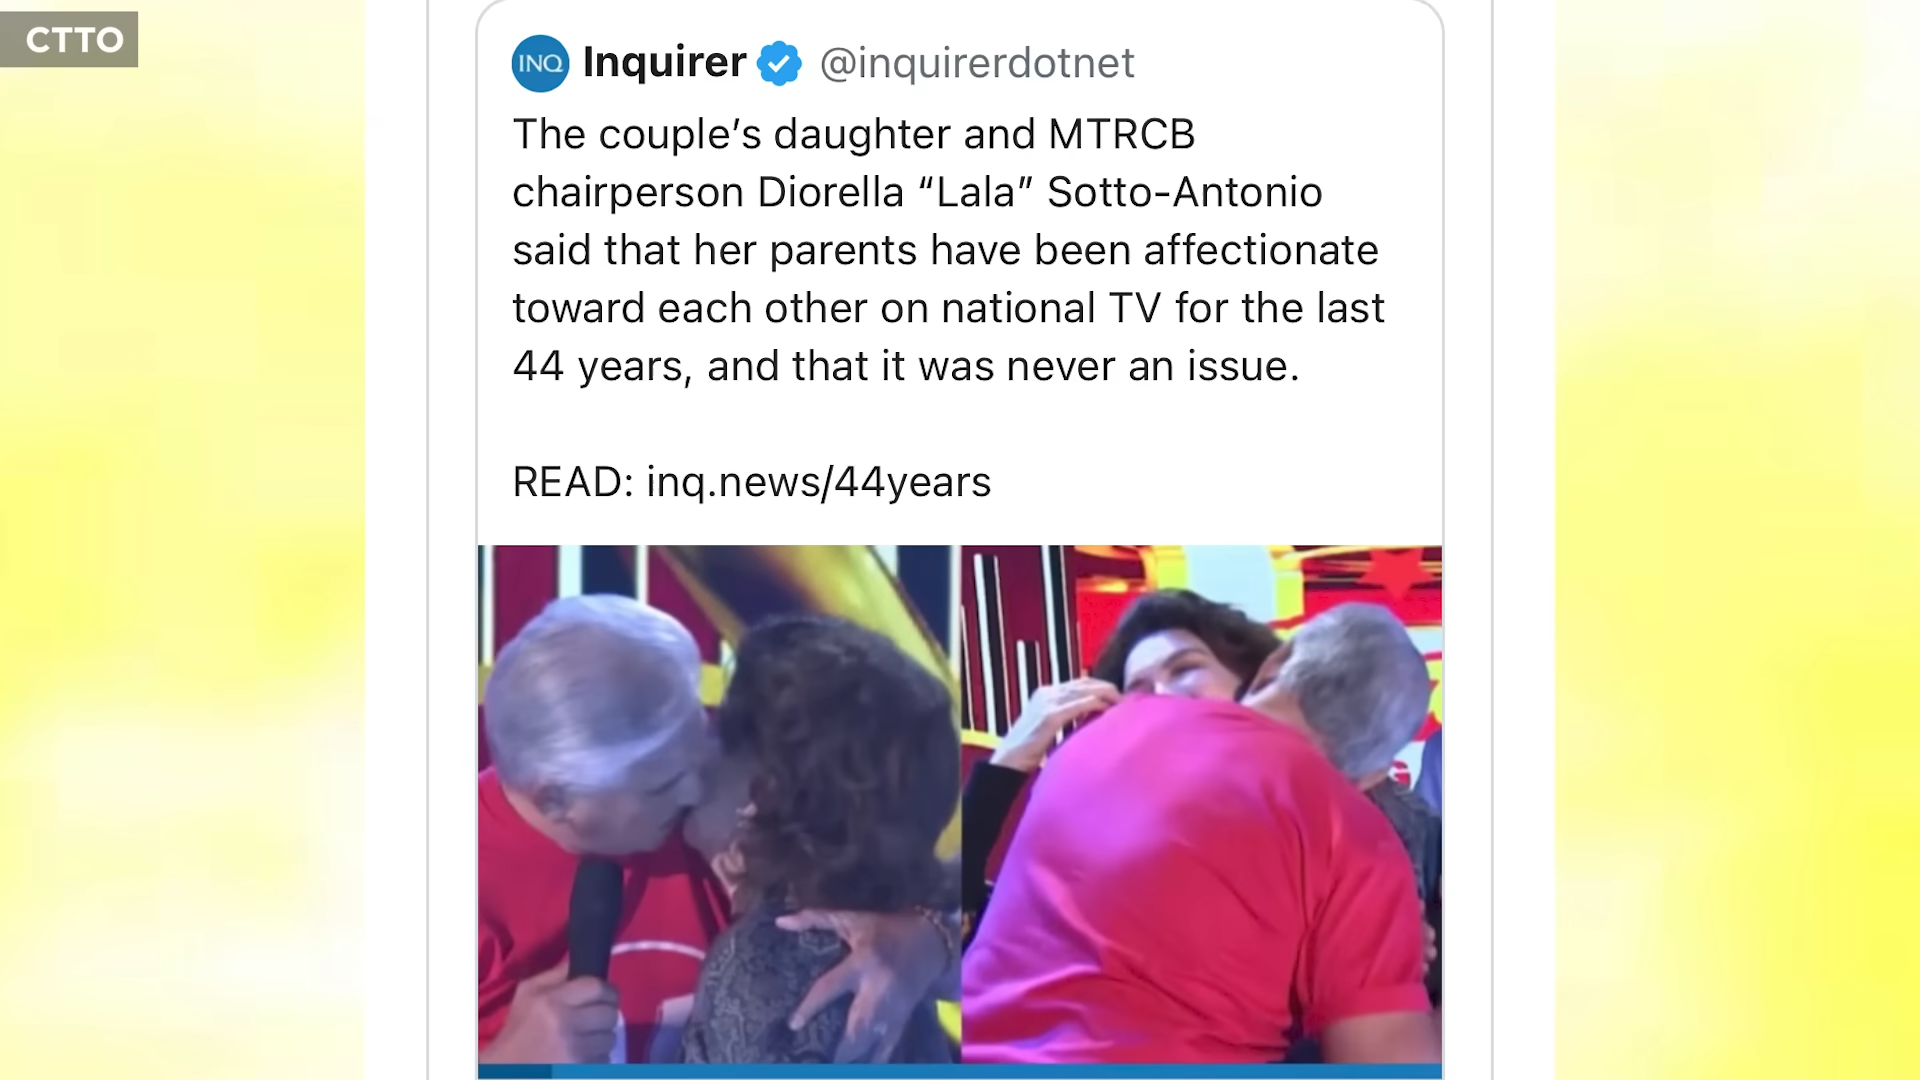 CTTO
INQ Inquirer @inquirerdotnet
The couple’s daughter and MTRCB
chairperson Diorella “Lala” Sotto-Antonio
said that her parents have been affectionate
toward each other on national TV for the last
44 years, and that it was never an issue.
READ: inq.news/44years